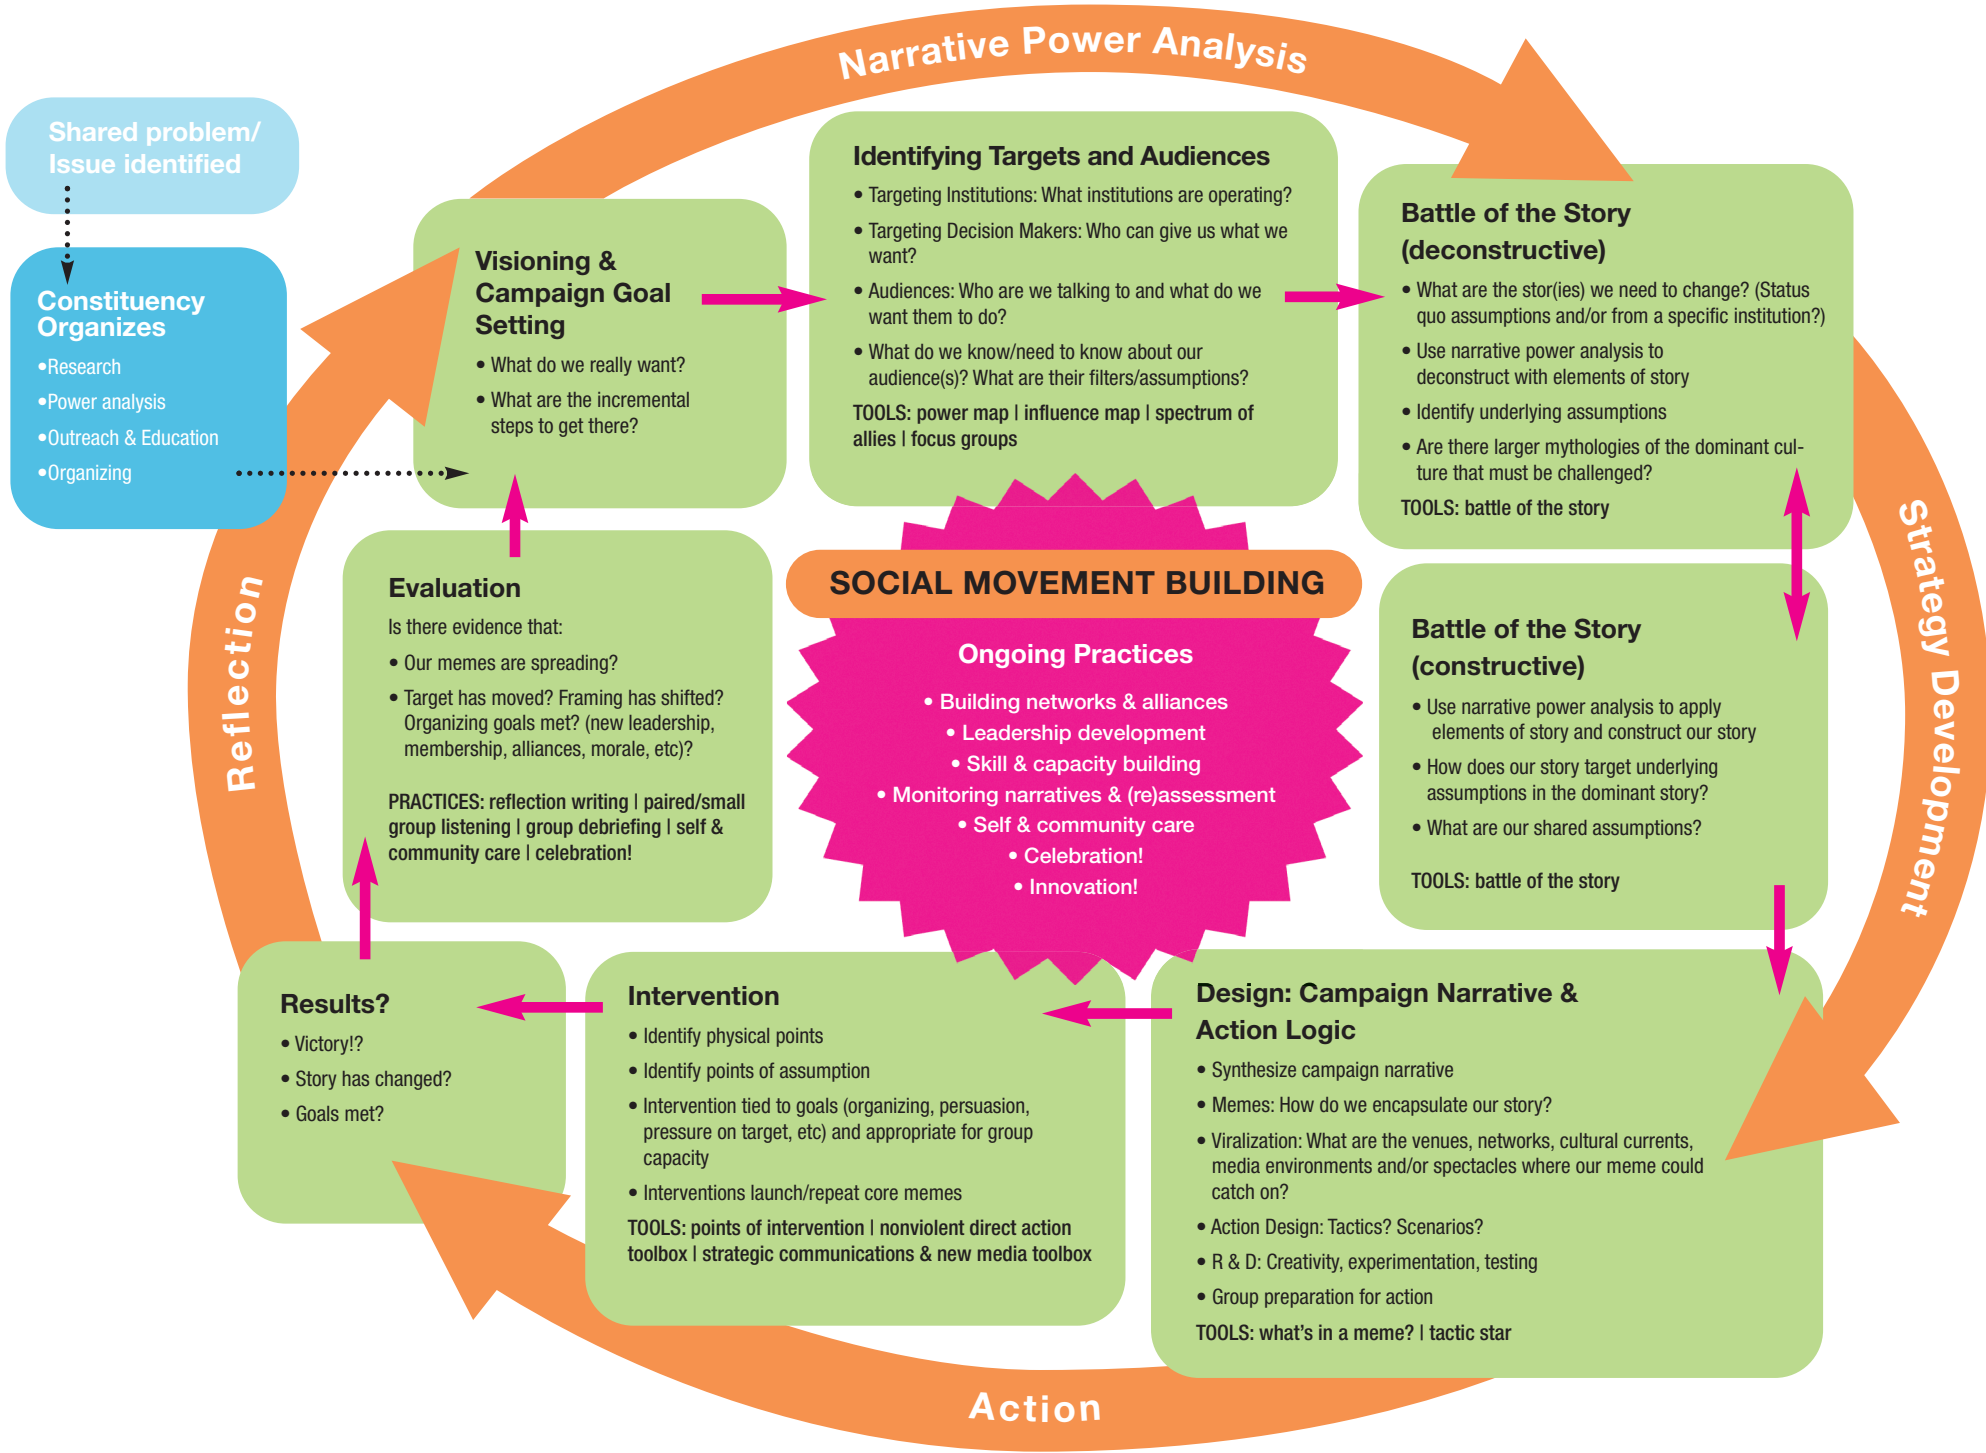 Narrative Power Analysis
Shared problem/
Issue identified
Constituency
Organizes
•Research
•Power analysis
•Outreach & Education
•Organizing
Visioning &
Campaign Goal
Setting
• What do we really want?
• What are the incremental
steps to get there?
Identifying Targets and Audiences
• Targeting Institutions: What institutions are operating?
• Targeting Decision Makers: Who can give us what we
want?
• Audiences: Who are we talking to and what do we
want them to do?
• What do we know/need to know about our
audience(s)? What are their filters/assumptions?
TOOLS: power map | influence map | spectrum of
allies | focus groups
Battle of the Story
(deconstructive)
• What are the stor(ies) we need to change? (Status
quo assumptions and/or from a specific institution?)
• Use narrative power analysis to
deconstruct with elements of story
• Identify underlying assumptions
• Are there larger mythologies of the dominant cul-
ture that must be challenged?
TOOLS: battle of the story
Strategy Development
Battle of the Story
(constructive)
• Use narrative power analysis to apply
elements of story and construct our story
• How does our story target underlying
assumptions in the dominant story?
• What are our shared assumptions?
TOOLS: battle of the story
Design: Campaign Narrative &
Action Logic
• Synthesize campaign narrative
• Memes: How do we encapsulate our story?
• Viralization: What are the venues, networks, cultural currents,
media environments and/or spectacles where our meme could
catch on?
• Action Design: Tactics? Scenarios?
• R & D: Creativity, experimentation, testing
• Group preparation for action
TOOLS: what's in a meme? | tactic star
Action
Intervention
• Identify physical points
• Identify points of assumption
• Intervention tied to goals (organizing, persuasion,
pressure on target, etc) and appropriate for group
capacity
• Interventions launch/repeat core memes
TOOLS: points of intervention | nonviolent direct action
toolbox | strategic communications & new media toolbox
Results?
• Victory!?
• Story has changed?
• Goals met?
Reflection
Evaluation
Is there evidence that:
• Our memes are spreading?
• Target has moved? Framing has shifted?
Organizing goals met? (new leadership,
membership, alliances, morale, etc)?
PRACTICES: reflection writing | paired/small
group listening | group debriefing | self &
community care | celebration!
SOCIAL MOVEMENT BUILDING
Ongoing Practices
• Building networks & alliances
• Leadership development
• Skill & capacity building
• Monitoring narratives & (re)assessment
• Self & community care
• Celebration!
• Innovation!